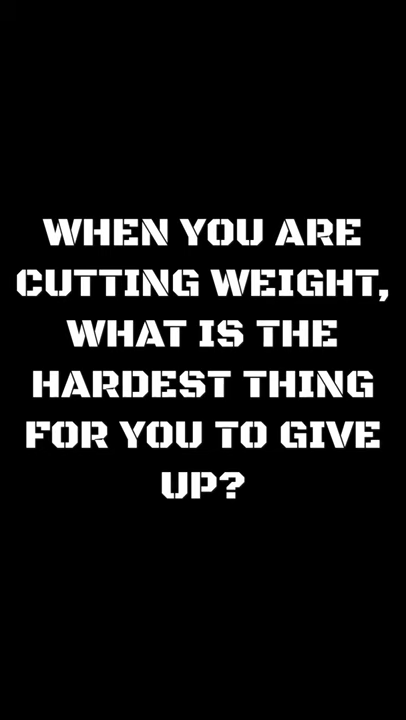 WHEN YOU ARE
CUTTING WEIGHT,
WHAT IS THE
HARDEST THING
FOR YOU TO GIVE
UP?